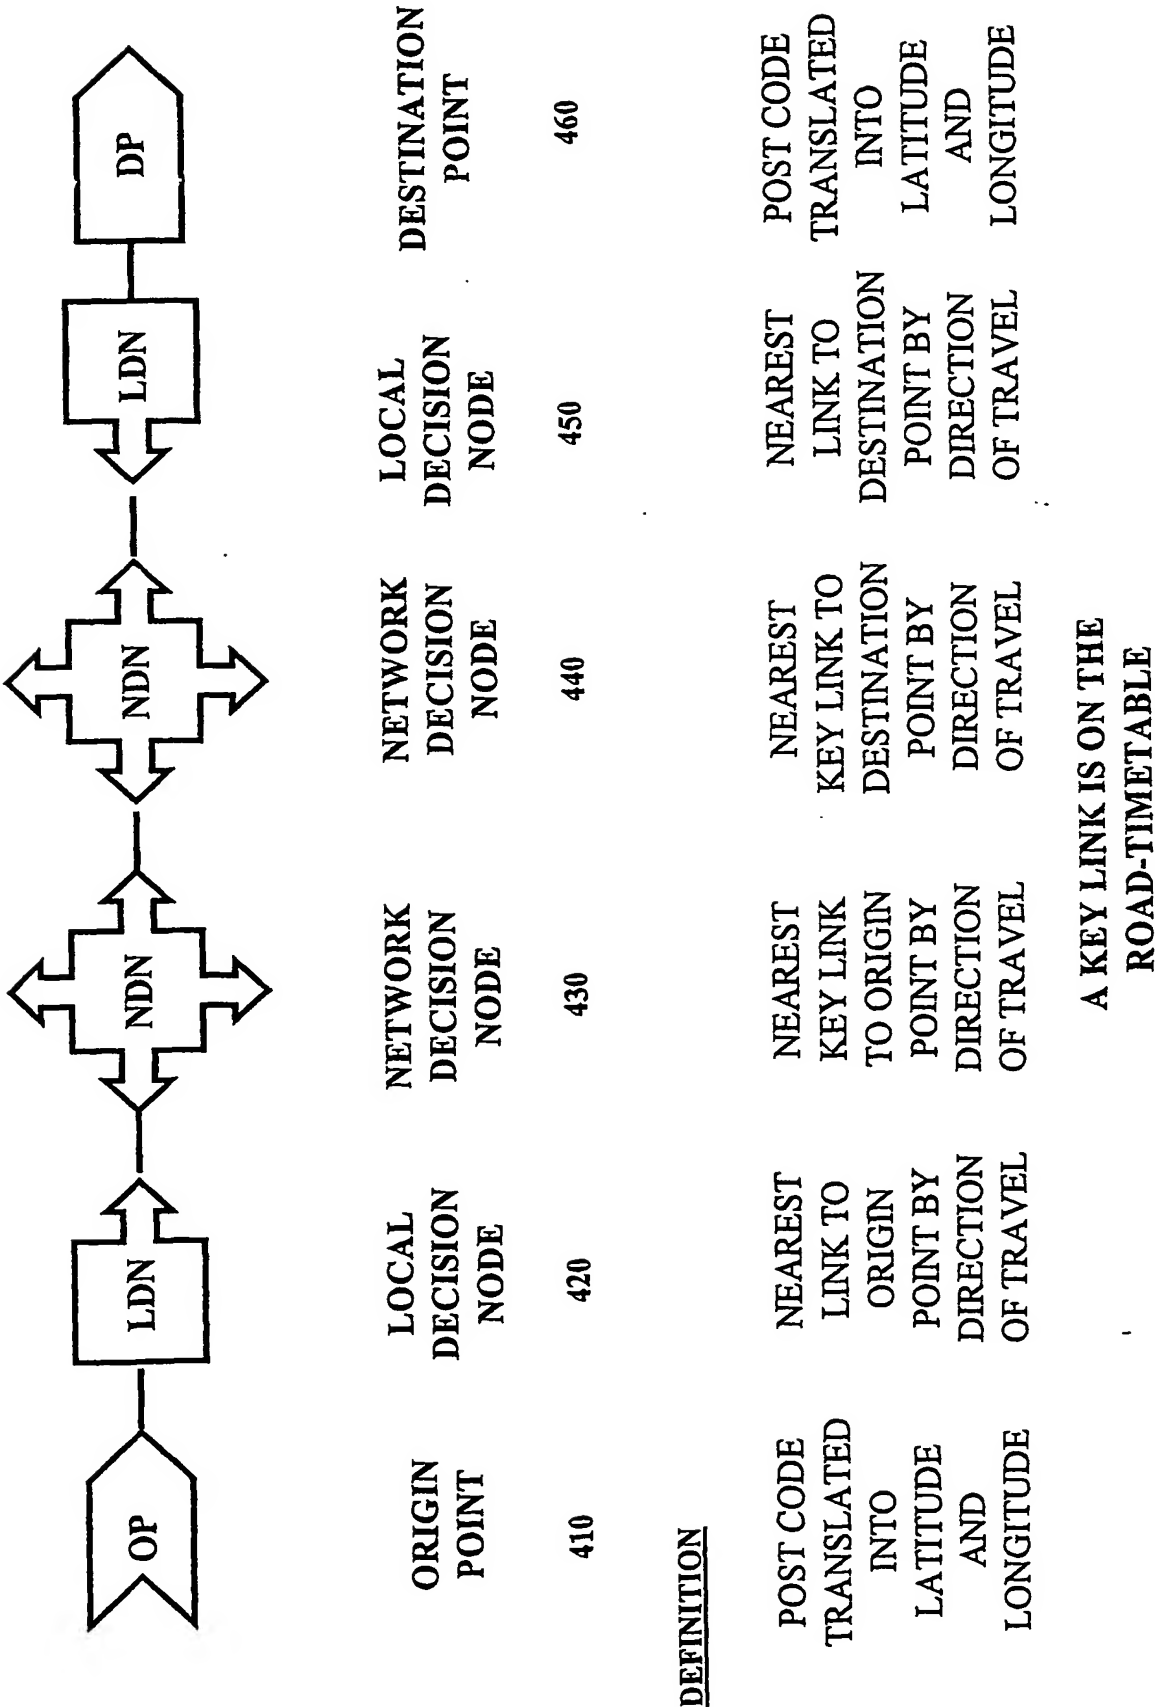 OP
LDN
NDN
NDN
LDN
DP
ORIGIN
POINT
LOCAL
DECISION
NODE
NETWORK
DECISION
NODE
NETWORK
DECISION
NODE
LOCAL
DECISION
NODE
DESTINATION
POINT
410
420
430
440
450
460
DEFINITION
POST CODE
TRANSLATED
INTO
LATITUDE
AND
LONGITUDE
NEAREST
LINK TO
ORIGIN
POINT BY
DIRECTION
OF TRAVEL
NEAREST
KEY LINK
TO ORIGIN
POINT BY
DIRECTION
OF TRAVEL
NEAREST
KEY LINK TO
DESTINATION
POINT BY
DIRECTION
OF TRAVEL
NEAREST
LINK TO
DESTINATION
POINT BY
DIRECTION
OF TRAVEL
POST CODE
TRANSLATED
INTO
LATITUDE
AND
LONGITUDE
A KEY LINK IS ON THE
ROAD-TIMETABLE